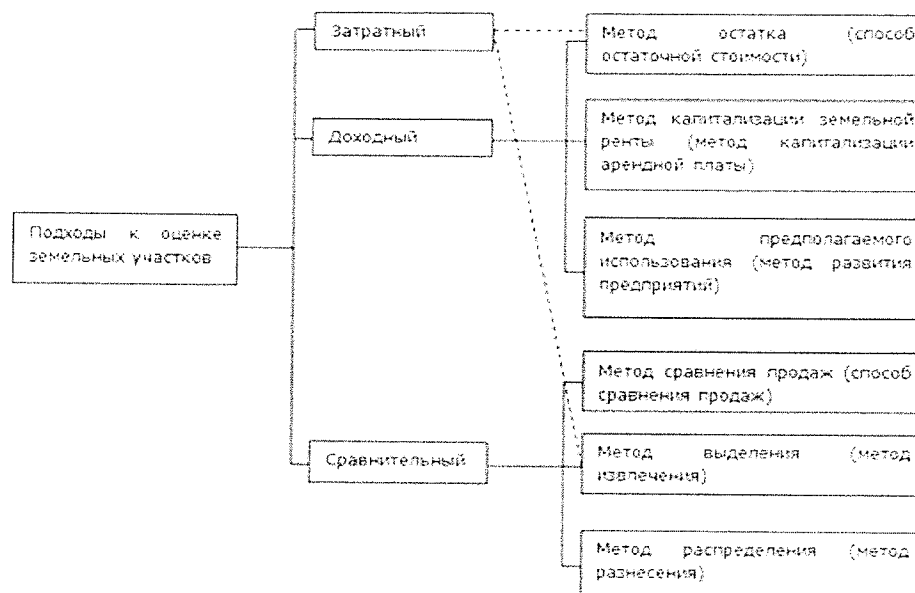 Затратный
Метод остатка (способ
остаточной стоимости)
Доходный
Метод капитализации земельной
ренты (метод капитализации
арендной платы)
Подходы к оценке
земельных участков
Метод предполагаемого
использования (метод развития
предприятий)
Метод сравнения продаж (способ
сравнения продаж)
Сравнительный
Метод выделения (метод
извлечения)
Метод распределения (метод
разнесения)